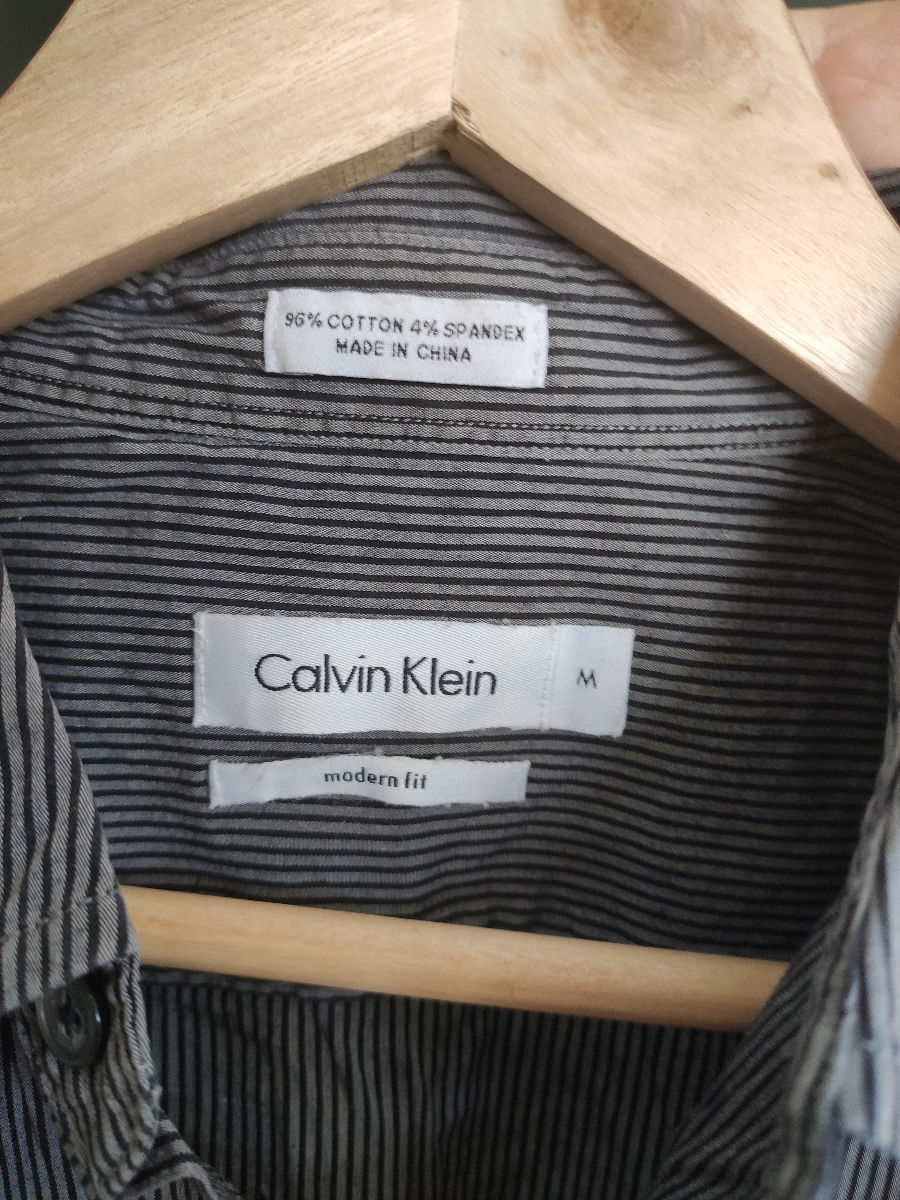 96% COTTON 4% SPANDEX
MADE IN CHINA
Calvin Klein M
modern fit